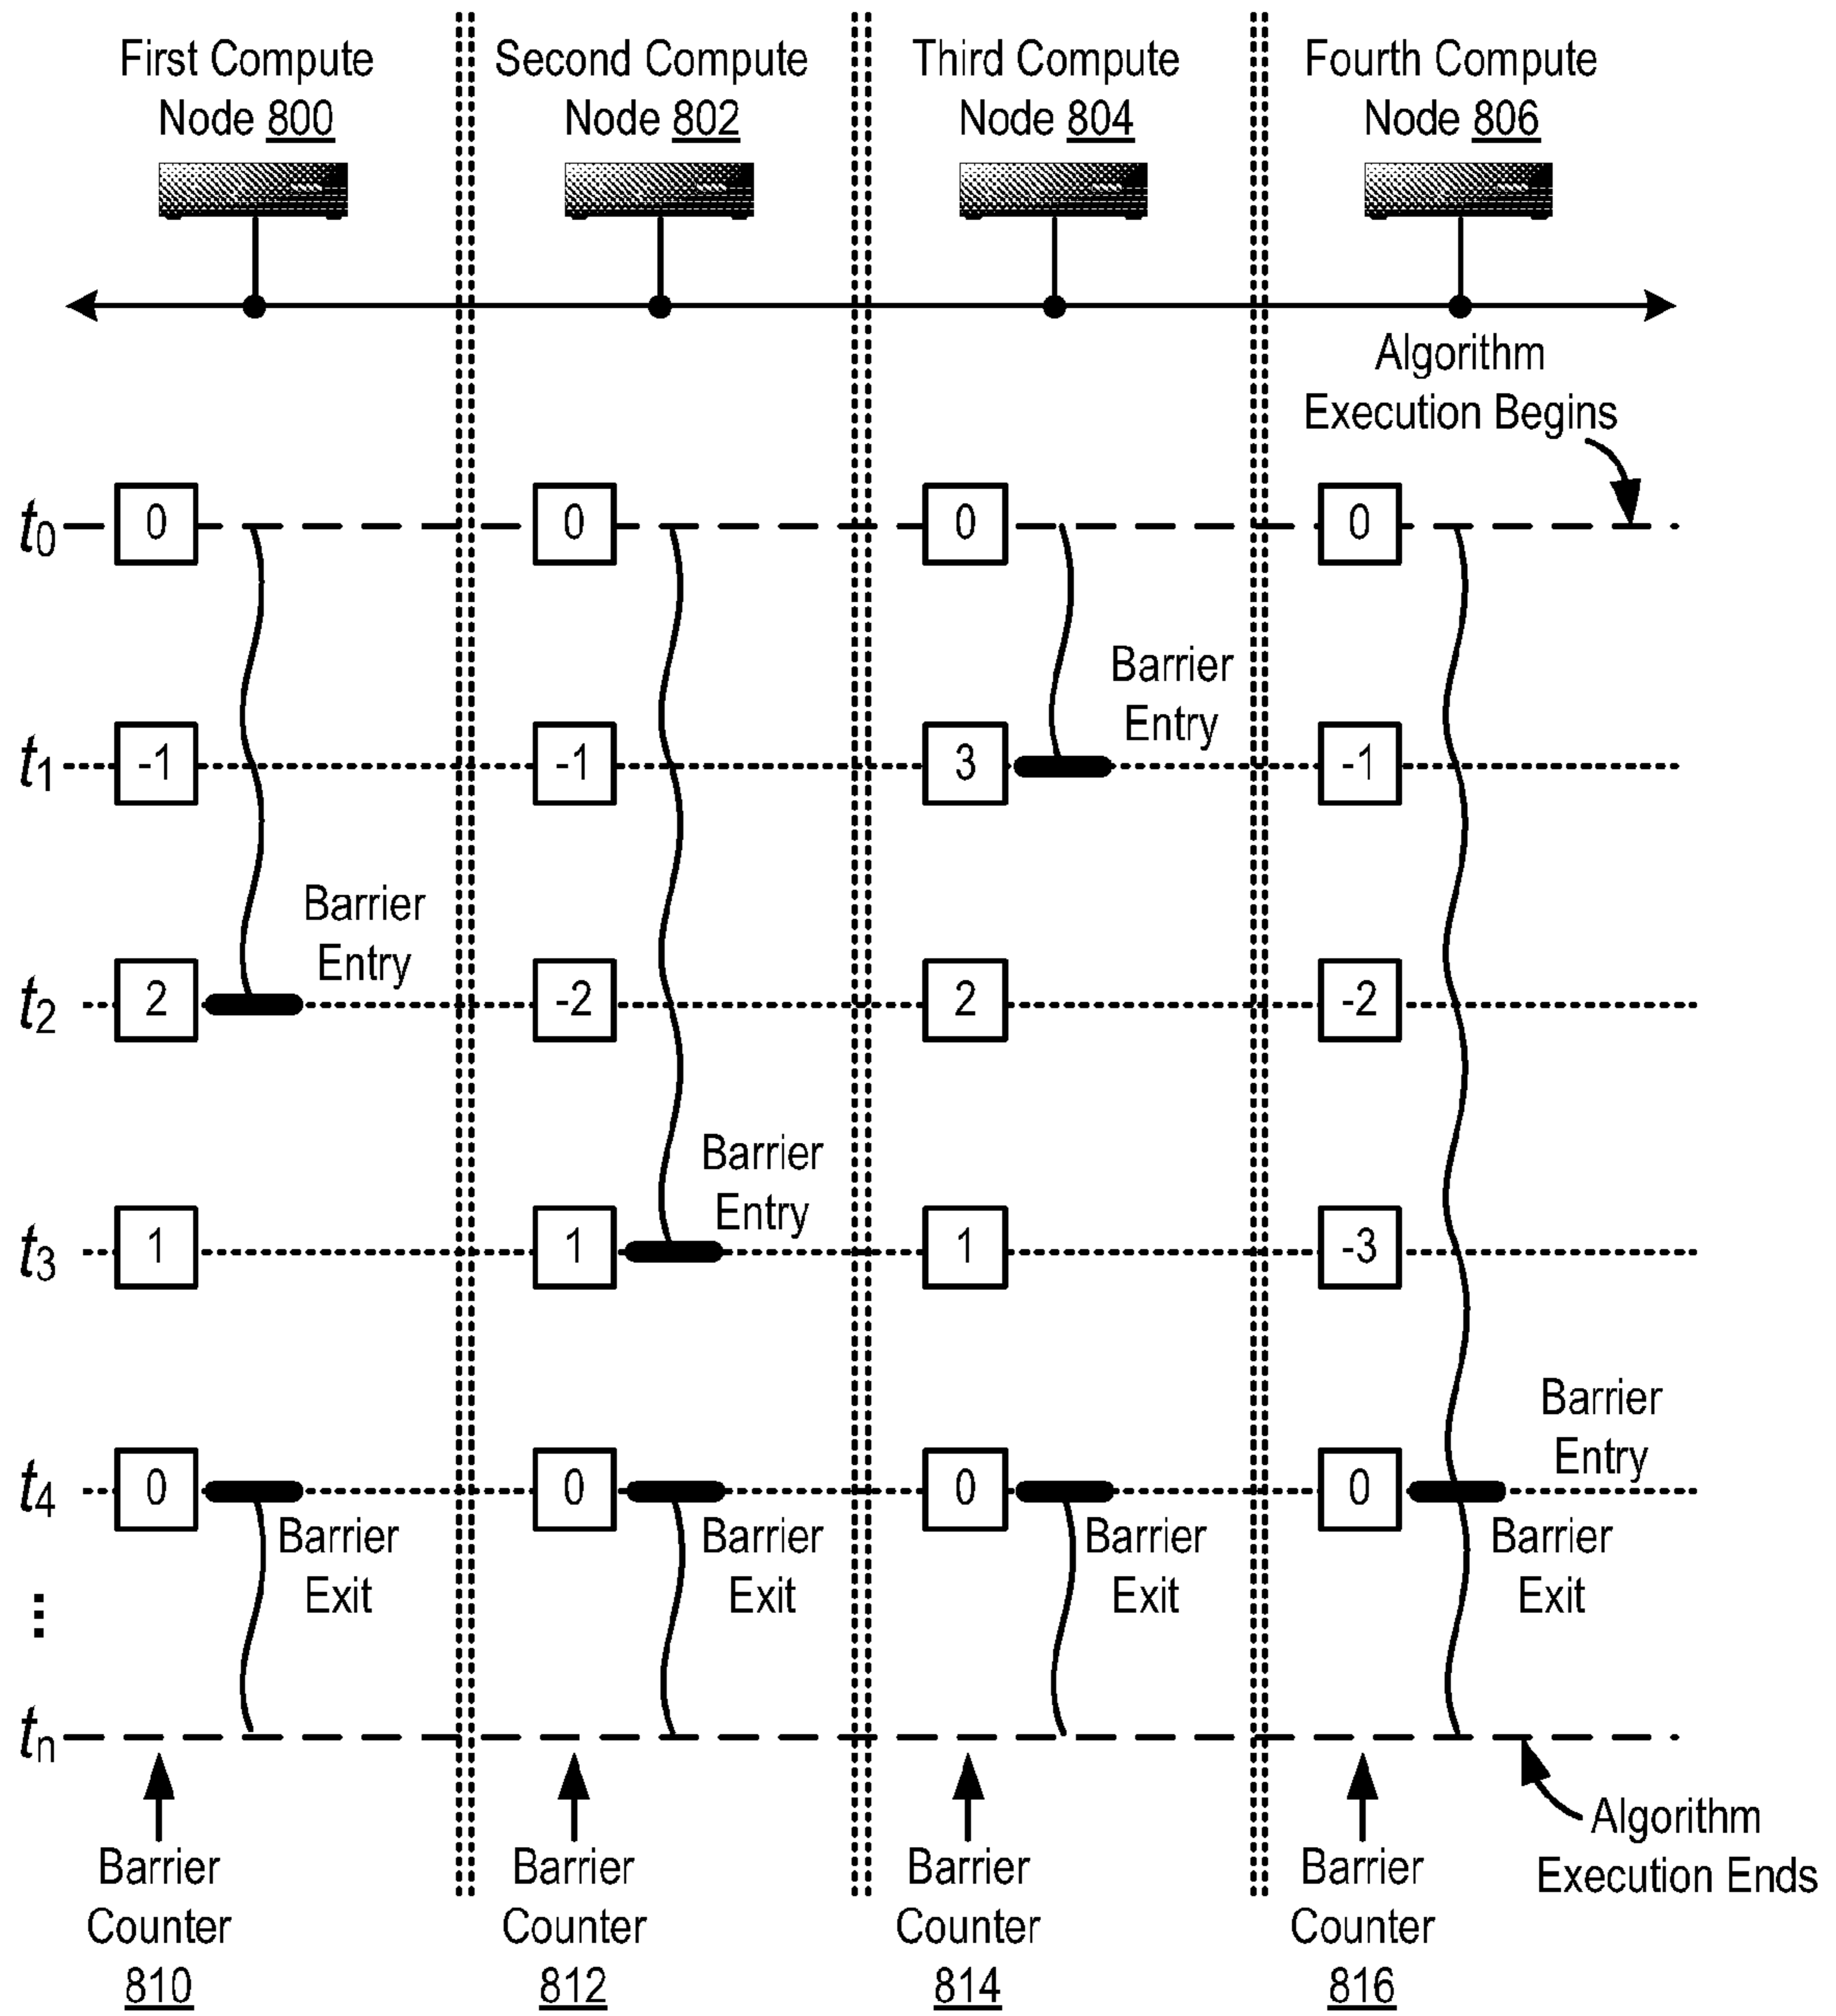 First Compute
Node 800
Second Compute
Node 802
Third Compute
Node 804
Fourth Compute
Node 806
Algorithm
Execution Begins
t0
0
0
0
0
Barrier
Entry
t1
-1
-1
3
-1
Barrier
Entry
t2
2
-2
2
-2
Barrier
Entry
t3
1
1
1
-3
Barrier
Entry
t4
0
0
0
0
Barrier
Exit
Barrier
Exit
Barrier
Exit
Barrier
Exit
⋮
tn
Algorithm
Execution Ends
Barrier
Counter
810
Barrier
Counter
812
Barrier
Counter
814
Barrier
Counter
816